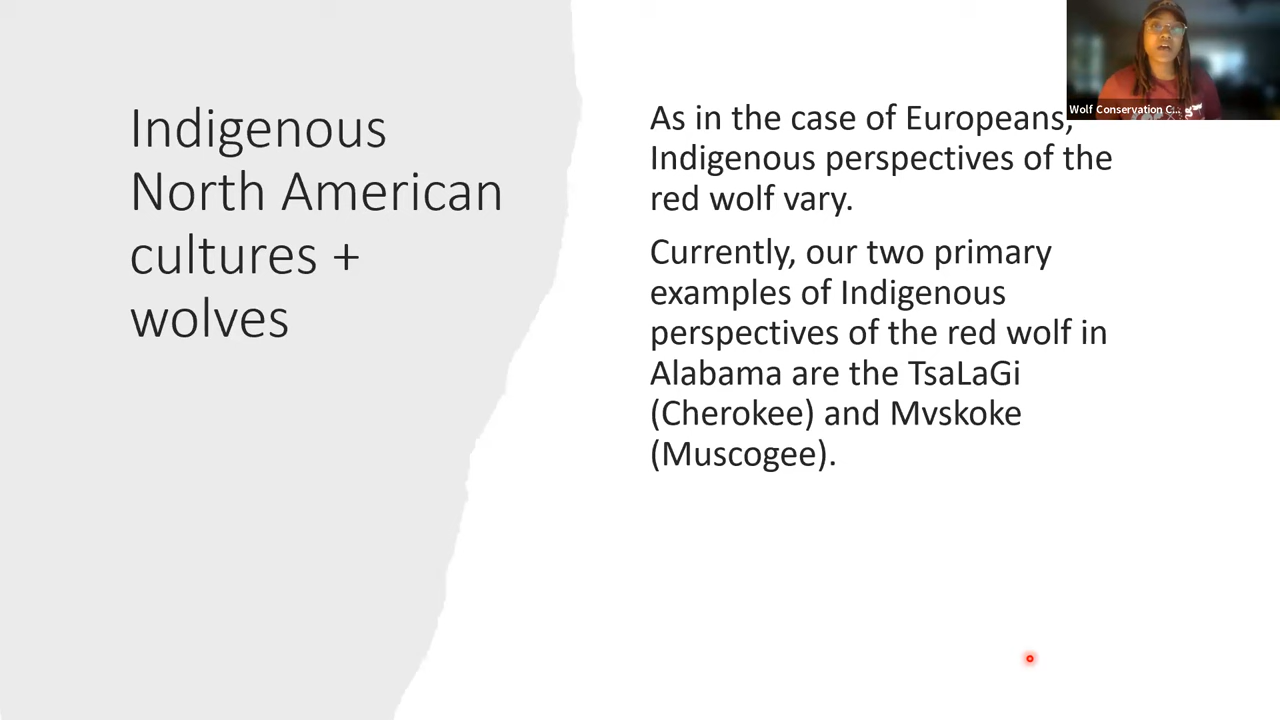 Indigenous
North American
cultures +
wolves
As in the case of Europeans,
Indigenous perspectives of the
red wolf vary.
Currently, our two primary
examples of Indigenous
perspectives of the red wolf in
Alabama are the TsaLaGi
(Cherokee) and Mvskoke
(Muscogee).
Wolf Conservation C...